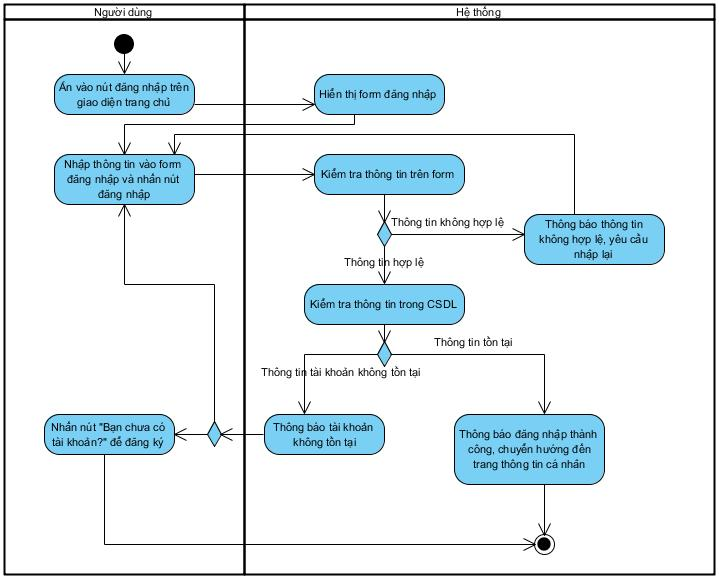 Người dùng
Hệ thống
Ấn vào nút đăng nhập trên
giao diện trang chủ
Hiển thị form đăng nhập
Nhập thông tin vào form
đăng nhập và nhấn nút
đăng nhập
Kiểm tra thông tin trên form
Thông tin không hợp lệ
Thông báo thông tin
không hợp lệ, yêu cầu
nhập lại
Thông tin hợp lệ
Kiểm tra thông tin trong CSDL
Thông tin tồn tại
Thông tin tài khoản không tồn tại
Nhấn nút "Bạn chưa có
tài khoản?" để đăng ký
Thông báo tài khoản
không tồn tại
Thông báo đăng nhập thành
công, chuyển hướng đến
trang thông tin cá nhân